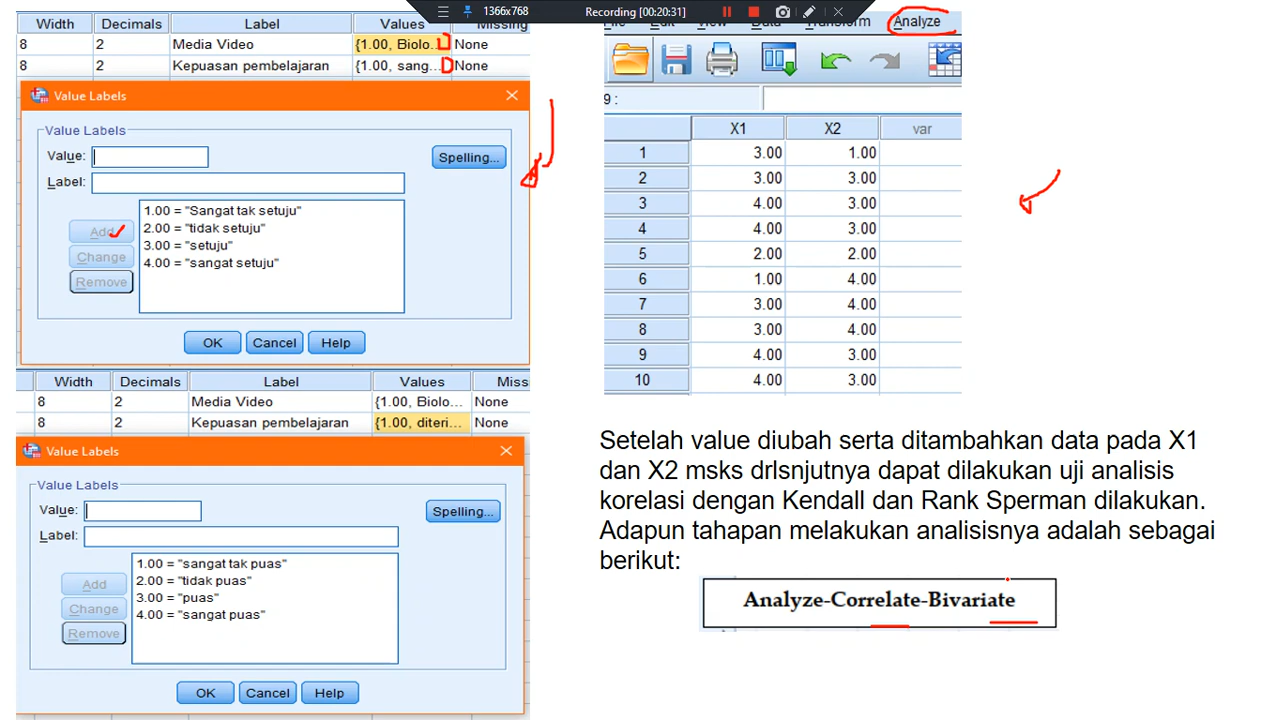 1366x768 Recording [00:20:31]
Width Decimals Label Values Missing
8 2 Media Video {1.00, Biolo... None
8 2 Kepuasan pembelajaran {1.00, sang... None
Value Labels
Value Labels
Value:
Spelling...
Label:
1.00 = "Sangat tak setuju"
2.00 = "tidak setuju"
3.00 = "setuju"
4.00 = "sangat setuju"
Add
Change
Remove
OK Cancel Help
Width Decimals Label Values Miss
8 2 Media Video {1.00, Biolo... None
8 2 Kepuasan pembelajaran {1.00, diteri... None
Value Labels
Value Labels
Value:
Spelling...
Label:
1.00 = "sangat tak puas"
2.00 = "tidak puas"
3.00 = "puas"
4.00 = "sangat puas"
Add
Change
Remove
OK Cancel Help
Analyze
9 :
X1 X2 var
1 3.00 1.00
2 3.00 3.00
3 4.00 3.00
4 4.00 3.00
5 2.00 2.00
6 1.00 4.00
7 3.00 4.00
8 3.00 4.00
9 4.00 3.00
10 4.00 3.00
Setelah value diubah serta ditambahkan data pada X1
dan X2 msks drlsnjutnya dapat dilakukan uji analisis
korelasi dengan Kendall dan Rank Sperman dilakukan.
Adapun tahapan melakukan analisisnya adalah sebagai
berikut:
Analyze-Correlate-Bivariate